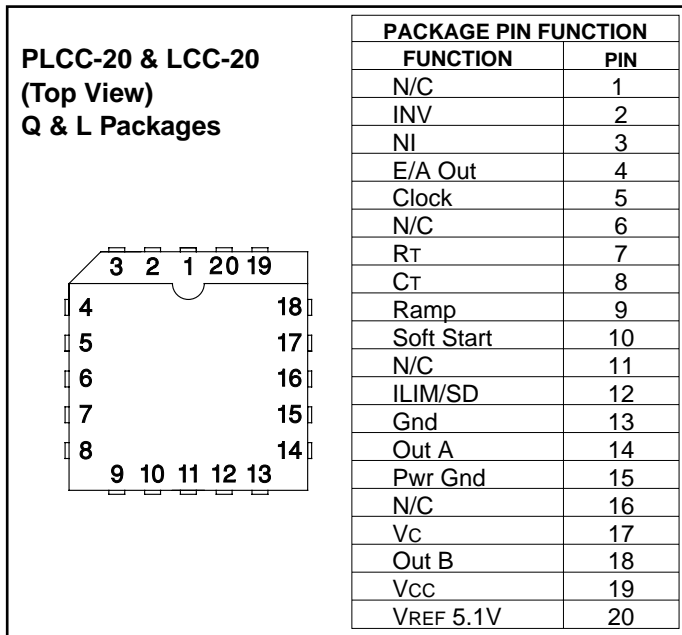 PLCC-20 & LCC-20
(Top View)
Q & L Packages
3 2 1 20 19
4 18
5 17
6 16
7 15
8 14
9 10 11 12 13
PACKAGE PIN FUNCTION
FUNCTION PIN
N/C 1
INV 2
NI 3
E/A Out 4
Clock 5
N/C 6
RT 7
CT 8
Ramp 9
Soft Start 10
N/C 11
ILIM/SD 12
Gnd 13
Out A 14
Pwr Gnd 15
N/C 16
VC 17
Out B 18
VCC 19
VREF 5.1V 20